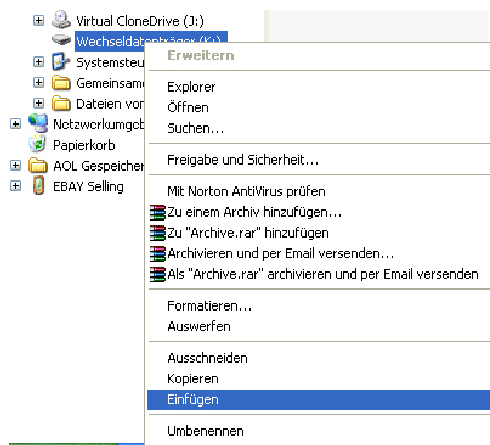 Virtual CloneDrive (J:)
Wechseldatenträger (K:)
Systemsteu
Gemeinsame
Dateien von
Netzwerkumgeb
Papierkorb
AOL Gespeicher
EBAY Selling
Erweitern
Explorer
Öffnen
Suchen...
Freigabe und Sicherheit...
Mit Norton AntiVirus prüfen
Zu einem Archiv hinzufügen...
Zu "Archive.rar" hinzufügen
Archivieren und per Email versenden...
Als "Archive.rar" archivieren und per Email versenden
Formatieren...
Auswerfen
Ausschneiden
Kopieren
Einfügen
Umbenennen